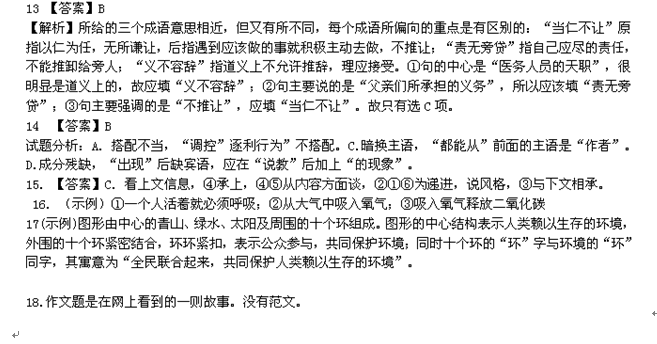 13 【答案】B
【解析】所给的三个成语意思相近，但又有所不同，每个成语所偏向的重点是有区别的：“当仁不让”原
指以仁为任，无所谦让，后指遇到应该做的事就积极主动去做，不推让；“责无旁贷”指自己应尽的责任，
不能推卸给旁人；“义不容辞”指道义上不允许推辞，理应接受。①句的中心是“医务人员的天职”，很
明显是道义上的，故应填“义不容辞”；②句主要说的是“父亲们所承担的义务”，所以应该填“责无旁
贷”；③句主要强调的是“不推让”，应填“当仁不让”。故只有选 C 项。
14 【答案】B
试题分析：A. 搭配不当，“调控”逐利行为”不搭配。C.暗换主语，“都能从”前面的主语是“作者”。
D.成分残缺，“出现”后缺宾语，应在“说教”后加上“的现象”。
15. 【答案】C. 看上文信息，④承上，④⑤从内容方面谈，②①⑥为递进，说风格，③与下文相承。
16. （示例）①一个人活着就必须呼吸；②从大气中吸入氧气；③吸入氧气释放二氧化碳
17(示例)图形由中心的青山、绿水、太阳及周围的十个环组成。图形的中心结构表示人类赖以生存的环境，
外围的十个环紧密结合，环环紧扣，表示公众参与，共同保护环境；同时十个环的“环”字与环境的“环”
同字，其寓意为“全民联合起来，共同保护人类赖以生存的环境”。
18.作文题是在网上看到的一则故事。没有范文。